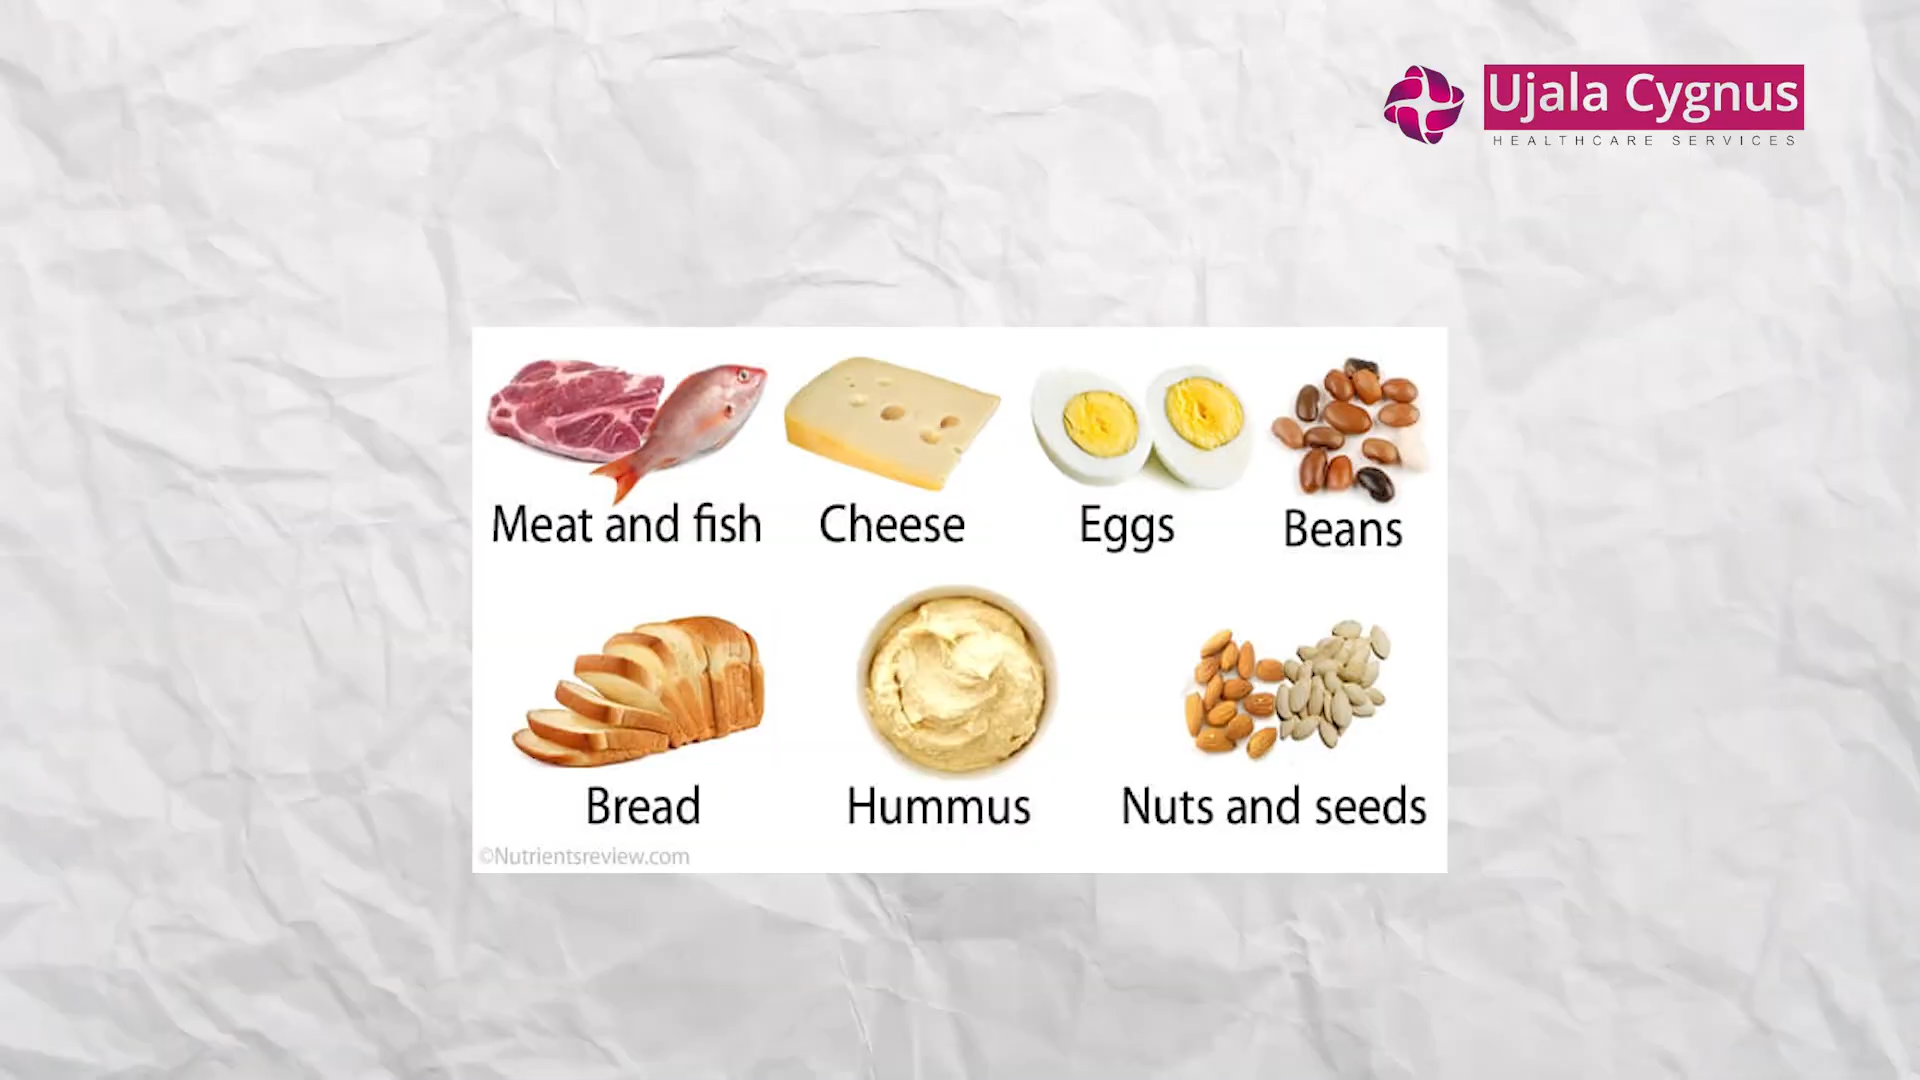 Ujala Cygnus
HEALTHCARE SERVICES
Meat and fish
Cheese
Eggs
Beans
Bread
Hummus
Nuts and seeds
©Nutrientsreview.com